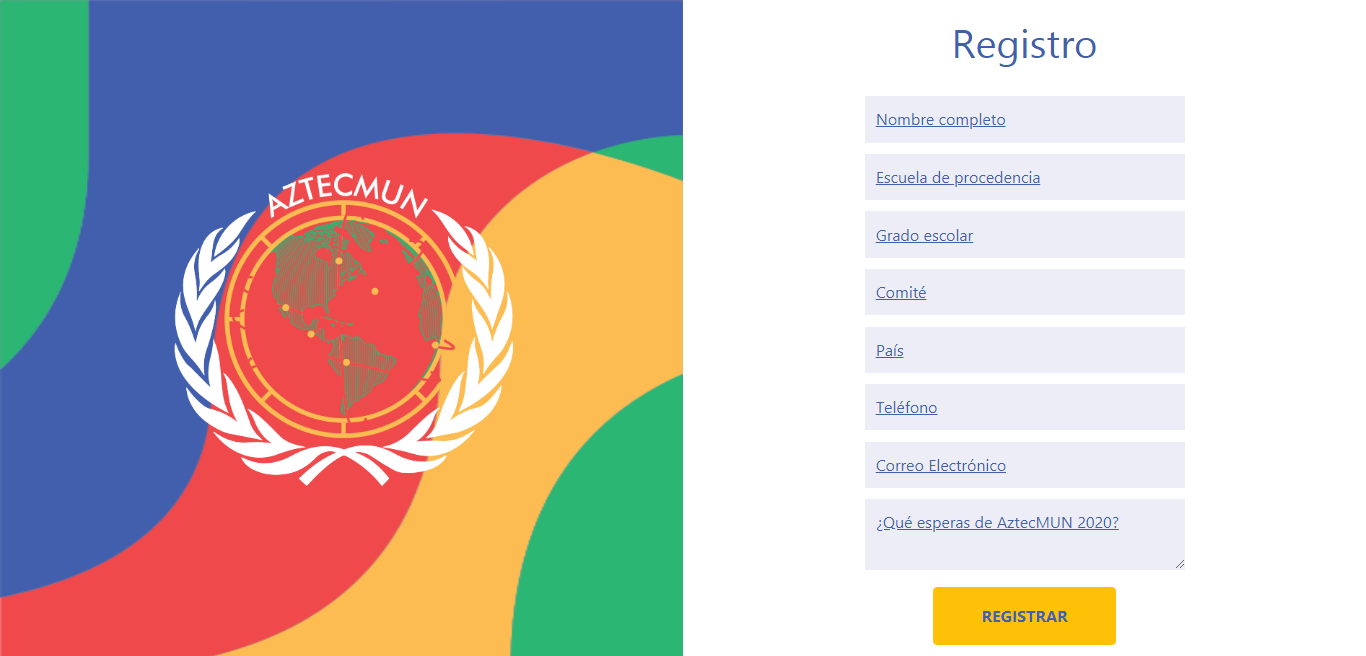 AZTECMUN
Registro
Nombre completo
Escuela de procedencia
Grado escolar
Comité
País
Teléfono
Correo Electrónico
¿Qué esperas de AztecMUN 2020?
REGISTRAR